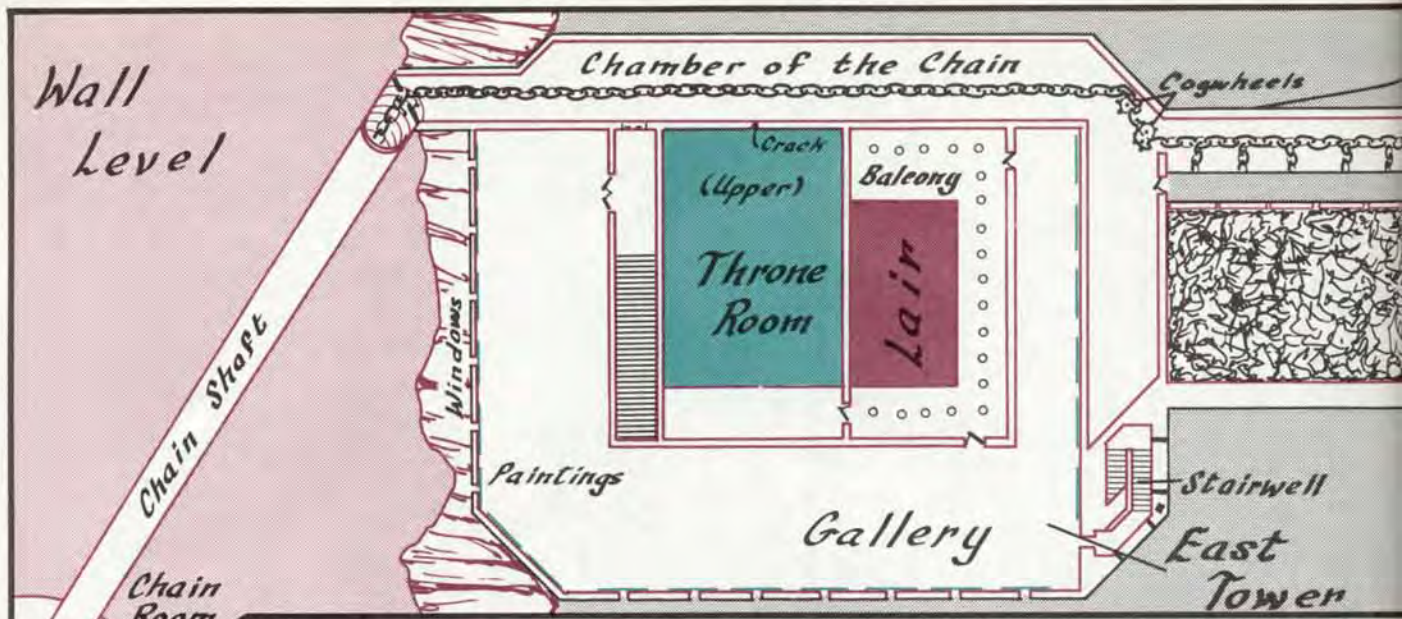 Wall
Level
Chamber of the Chain
Cogwheels
Crack
(Upper)
Throne
Room
Balcony
Lair
Windows
Chain Shaft
Paintings
Gallery
Stairwell
East
Tower
Chain
Room